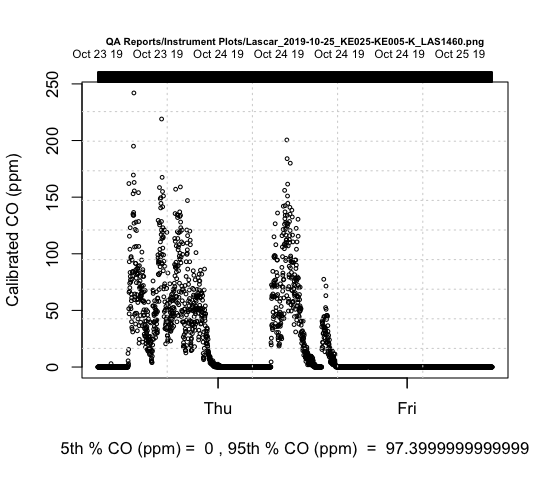 QA Reports/Instrument Plots/Lascar_2019-10-25_KE025-KE005-K_LAS1460.png
Oct 23 19 Oct 23 19 Oct 24 19 Oct 24 19 Oct 24 19 Oct 24 19 Oct 25 19
250
200
150
100
50
0
Calibrated CO (ppm)
Thu Fri
5th % CO (ppm) = 0 , 95th % CO (ppm) = 97.3999999999999